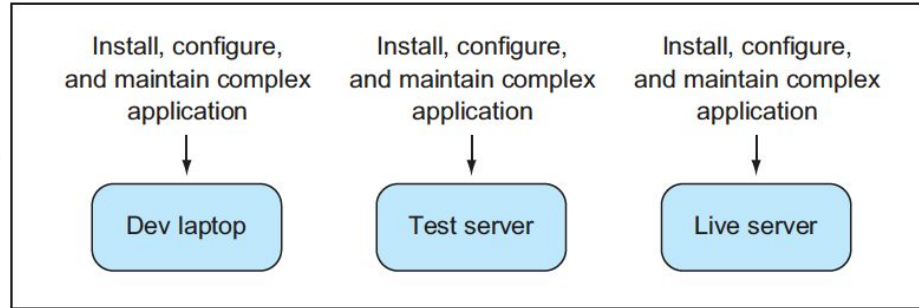 Install, configure,
and maintain complex
application
Dev laptop
Install, configure,
and maintain complex
application
Test server
Install, configure,
and maintain complex
application
Live server